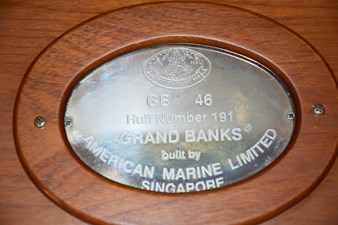 GB 46
Hull Number 191
"GRAND BANKS"
built by
AMERICAN MARINE LIMITED
SINGAPORE